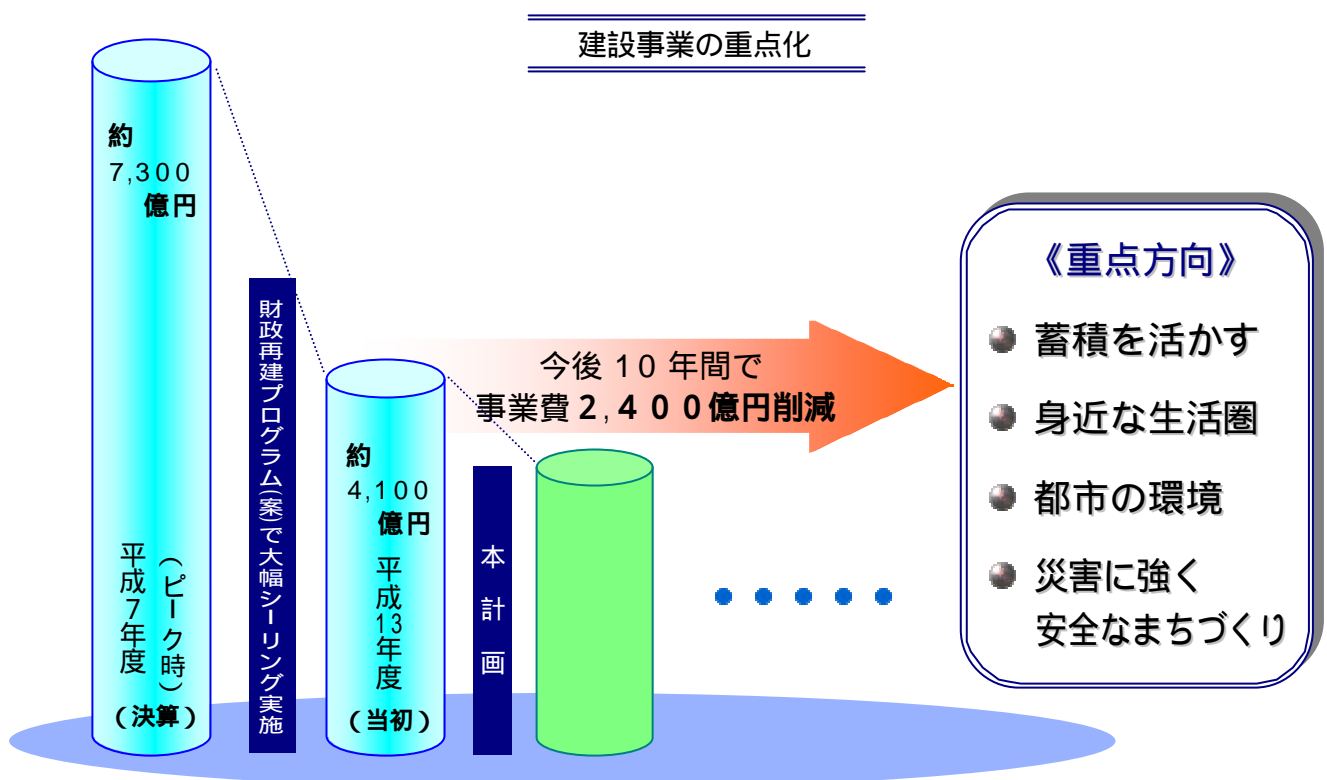 建設事業の重点化
約
7,300
億円
平成7年度
(ピーク時)
(決算)
財政再建プログラム(案)で大幅シーリング実施
約
4,100
億円
平成13年度
(当初)
本計画
今後10年間で
事業費2,400億円削減
《重点方向》
蓄積を活かす
身近な生活圏
都市の環境
災害に強く
安全なまちづくり